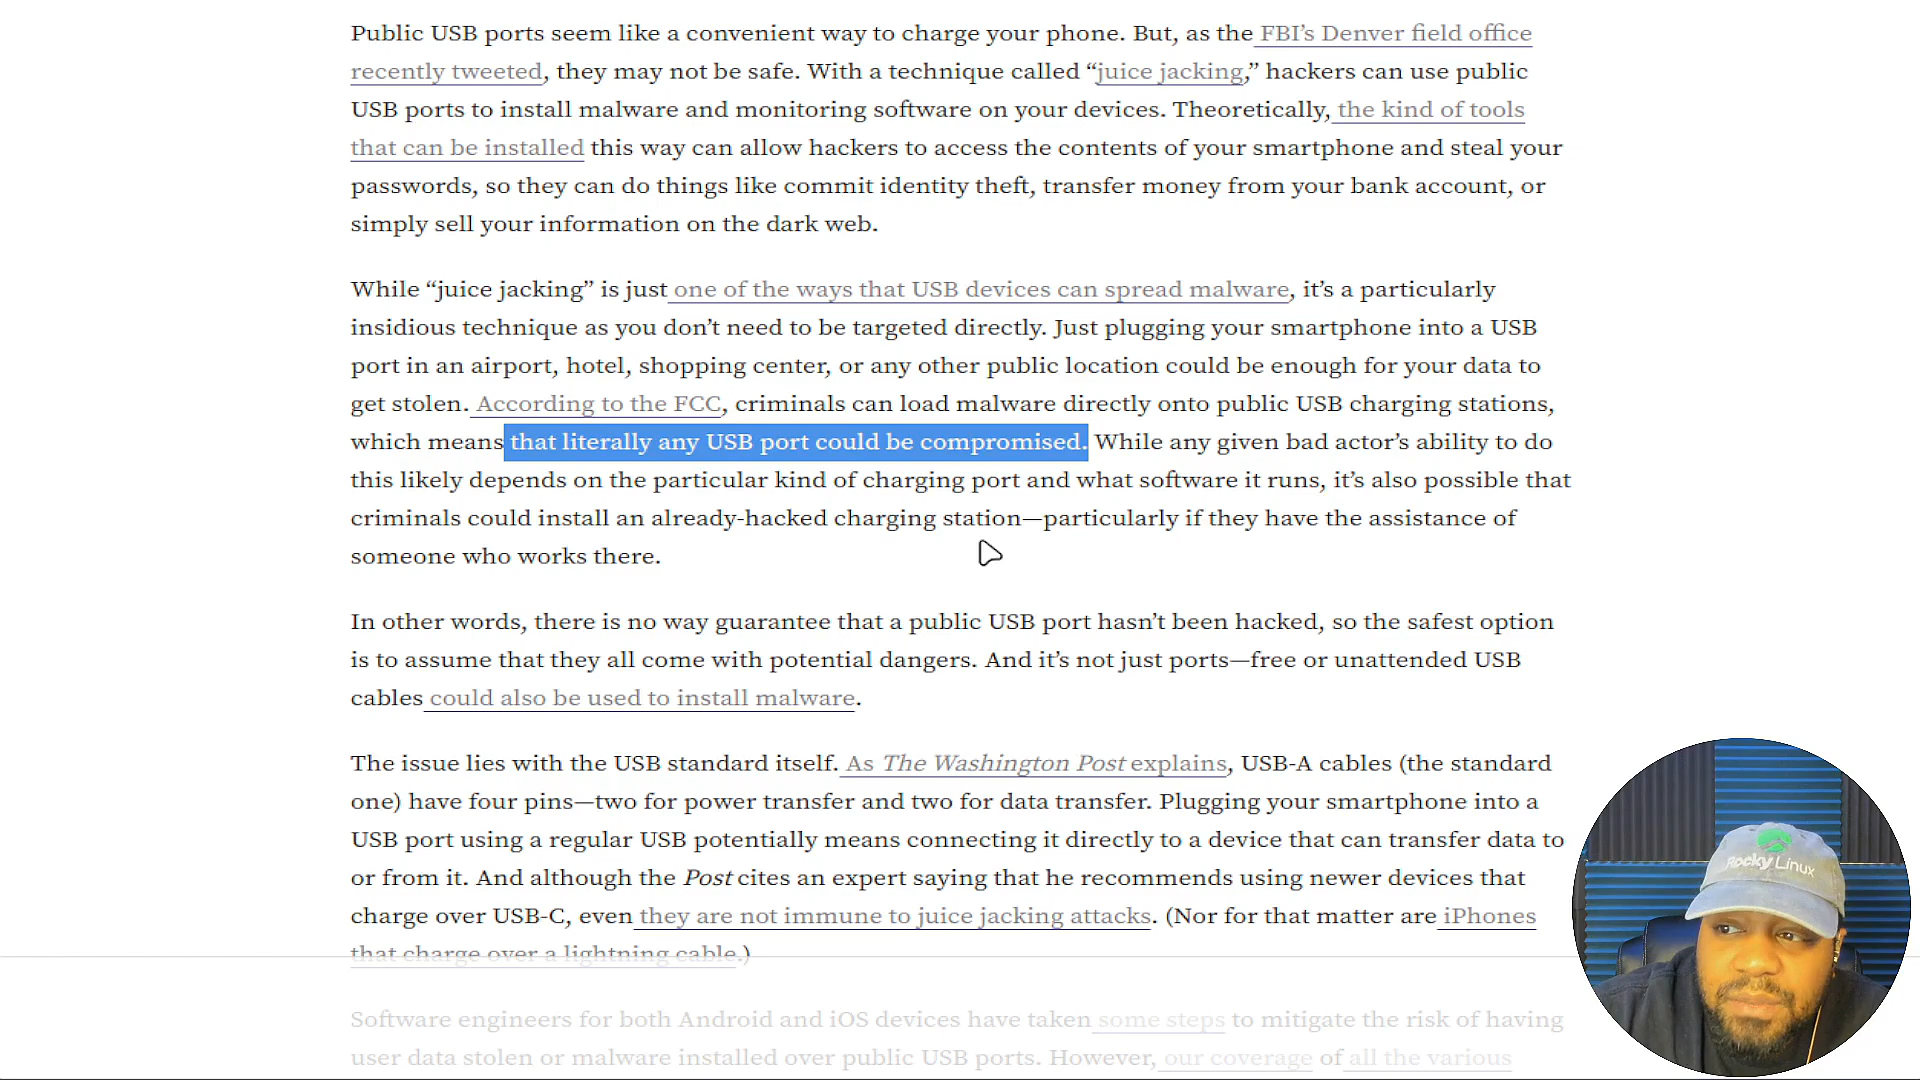 Public USB ports seem like a convenient way to charge your phone. But, as the FBI’s Denver field office
recently tweeted, they may not be safe. With a technique called “juice jacking,” hackers can use public
USB ports to install malware and monitoring software on your devices. Theoretically, the kind of tools
that can be installed this way can allow hackers to access the contents of your smartphone and steal your
passwords, so they can do things like commit identity theft, transfer money from your bank account, or
simply sell your information on the dark web.
While “juice jacking” is just one of the ways that USB devices can spread malware, it’s a particularly
insidious technique as you don’t need to be targeted directly. Just plugging your smartphone into a USB
port in an airport, hotel, shopping center, or any other public location could be enough for your data to
get stolen. According to the FCC, criminals can load malware directly onto public USB charging stations,
which means that literally any USB port could be compromised. While any given bad actor’s ability to do
this likely depends on the particular kind of charging port and what software it runs, it’s also possible that
criminals could install an already-hacked charging station—particularly if they have the assistance of
someone who works there.
In other words, there is no way guarantee that a public USB port hasn’t been hacked, so the safest option
is to assume that they all come with potential dangers. And it’s not just ports—free or unattended USB
cables could also be used to install malware.
The issue lies with the USB standard itself. As The Washington Post explains, USB-A cables (the standard
one) have four pins—two for power transfer and two for data transfer. Plugging your smartphone into a
USB port using a regular USB potentially means connecting it directly to a device that can transfer data to
or from it. And although the Post cites an expert saying that he recommends using newer devices that
charge over USB-C, even they are not immune to juice jacking attacks. (Nor for that matter are iPhones
that charge over a lightning cable.)
Software engineers for both Android and iOS devices have taken some steps to mitigate the risk of having
user data stolen or malware installed over public USB ports. However, our coverage of all the various
Rocky Linux